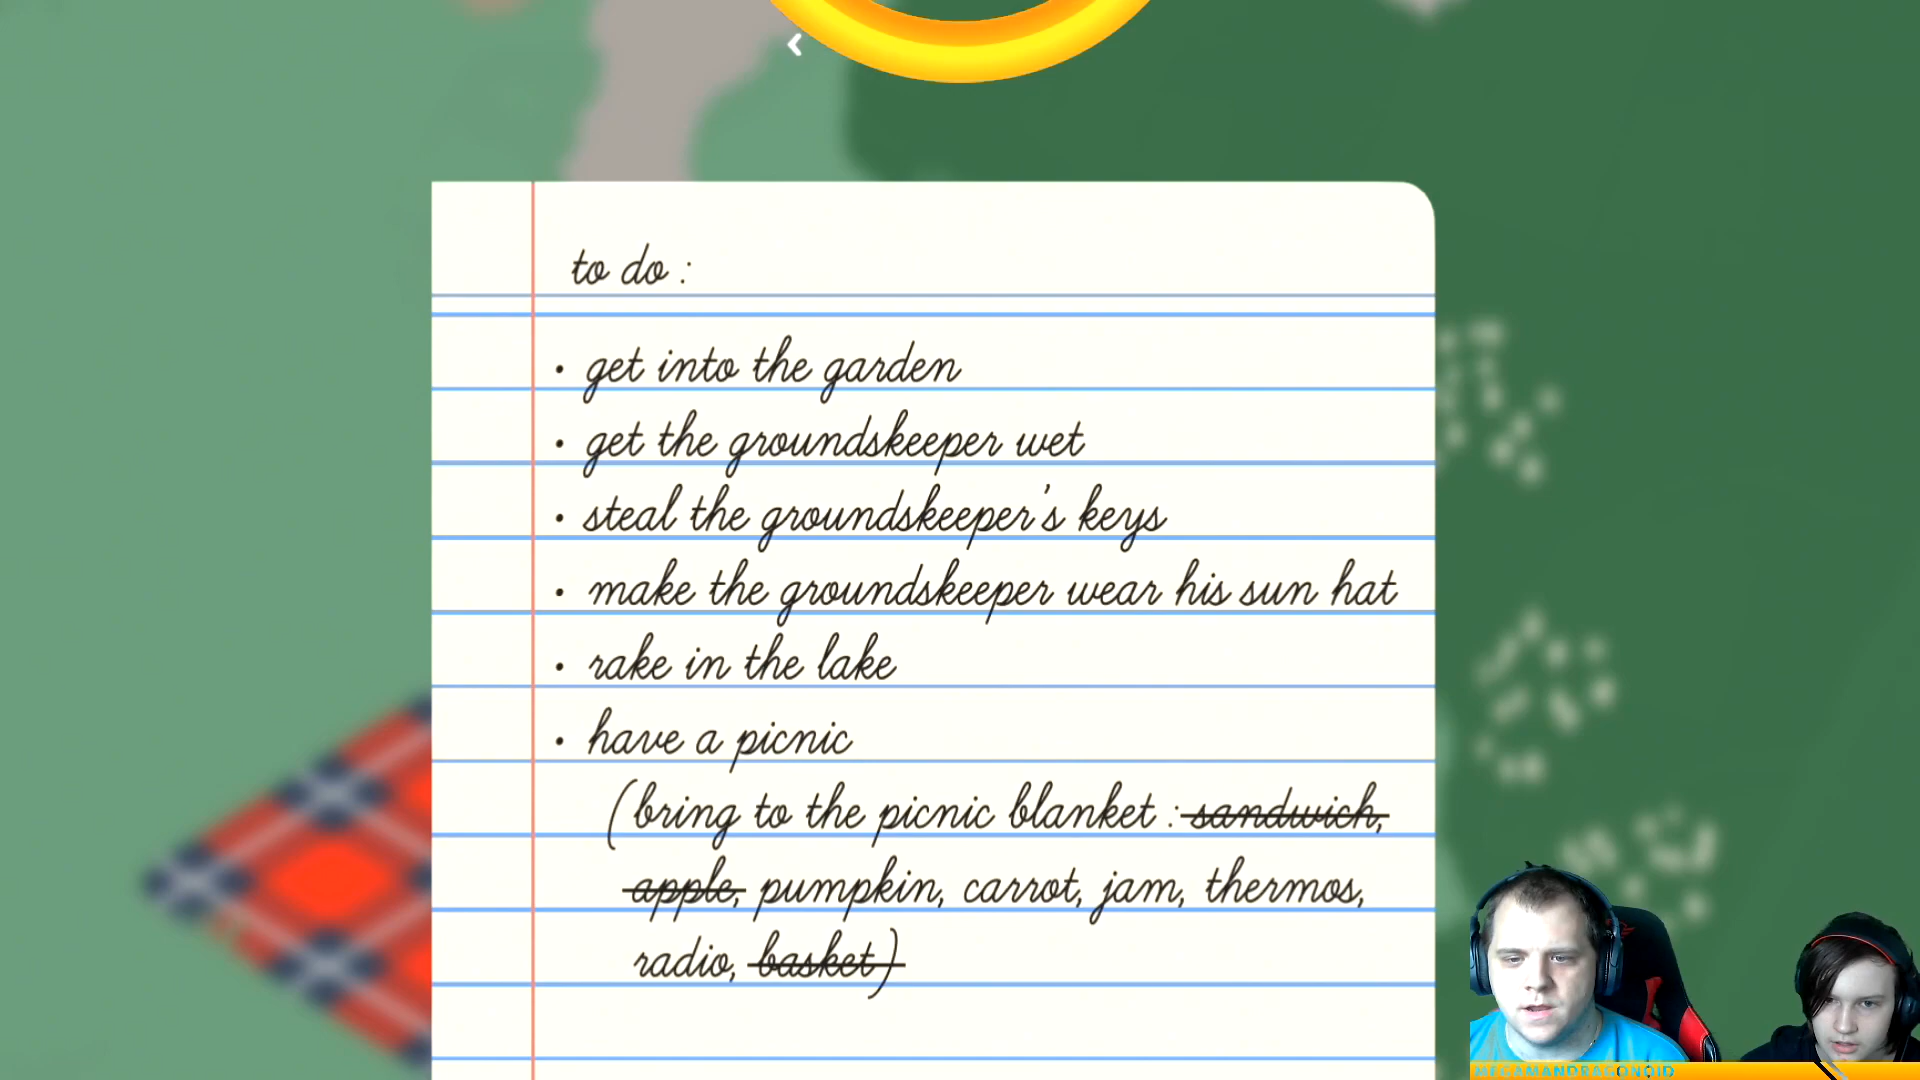 to do :
• get into the garden
• get the groundskeeper wet
• steal the groundskeeper's keys
• make the groundskeeper wear his sun hat
• rake in the lake
• have a picnic
(bring to the picnic blanket : sandwich,
apple, pumpkin, carrot, jam, thermos,
radio, basket)
MEGAMANDRAGONOID